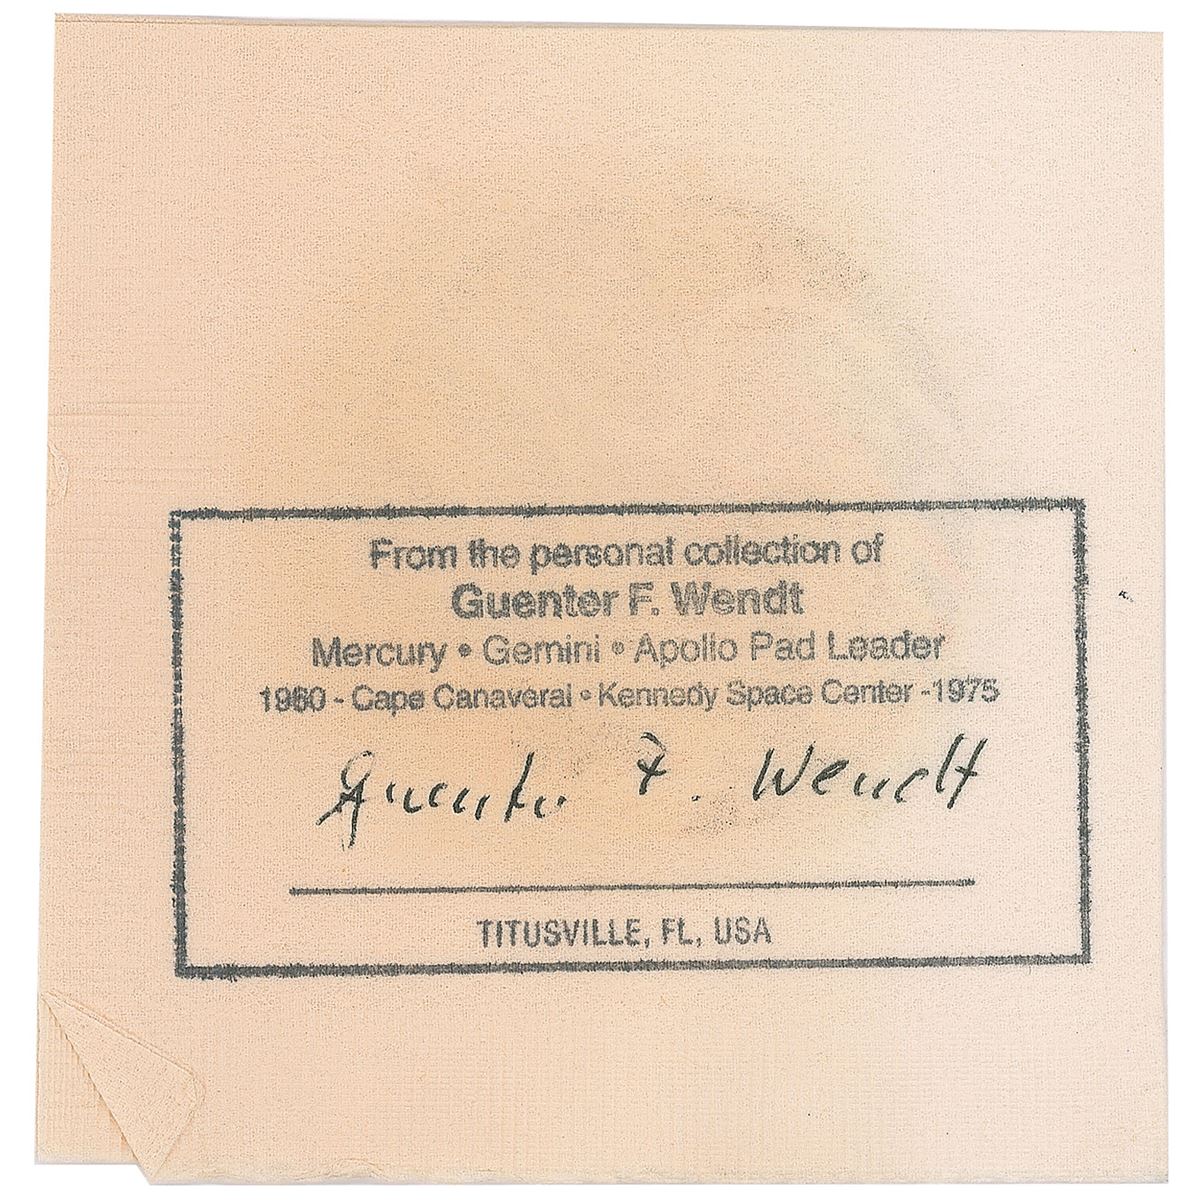 From the personal collection of
Guenter F. Wendt
Mercury • Gemini • Apollo Pad Leader
1960 - Cape Canaveral • Kennedy Space Center -1975
Guenter F. Wendt
TITUSVILLE, FL, USA